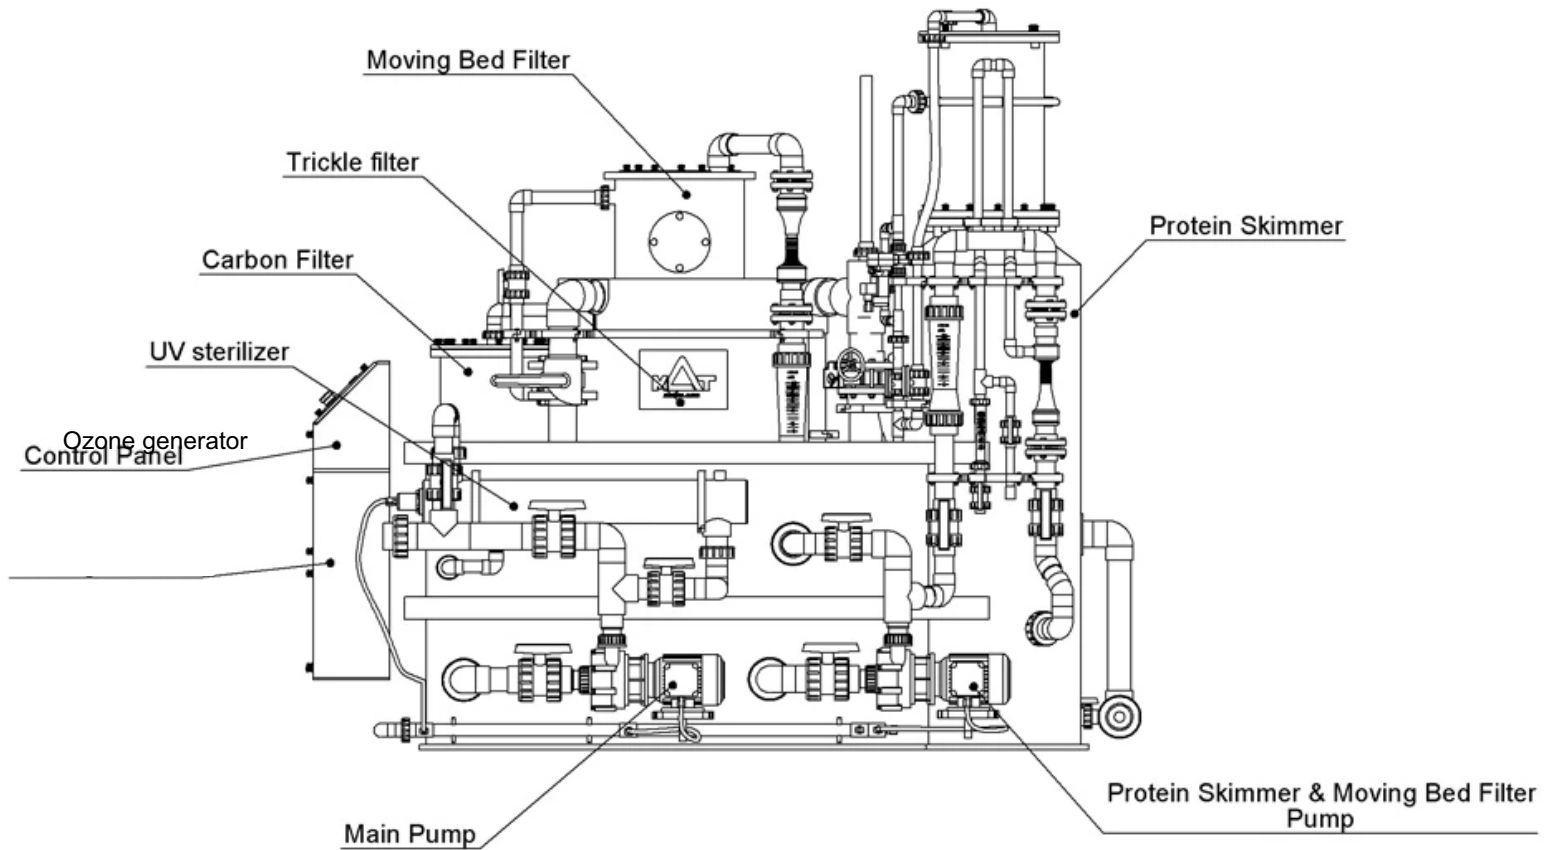 Moving Bed Filter
Trickle filter
Carbon Filter
Protein Skimmer
UV sterilizer
MAT
Ozone generator
Control Panel
Protein Skimmer & Moving Bed Filter
Pump
Main Pump